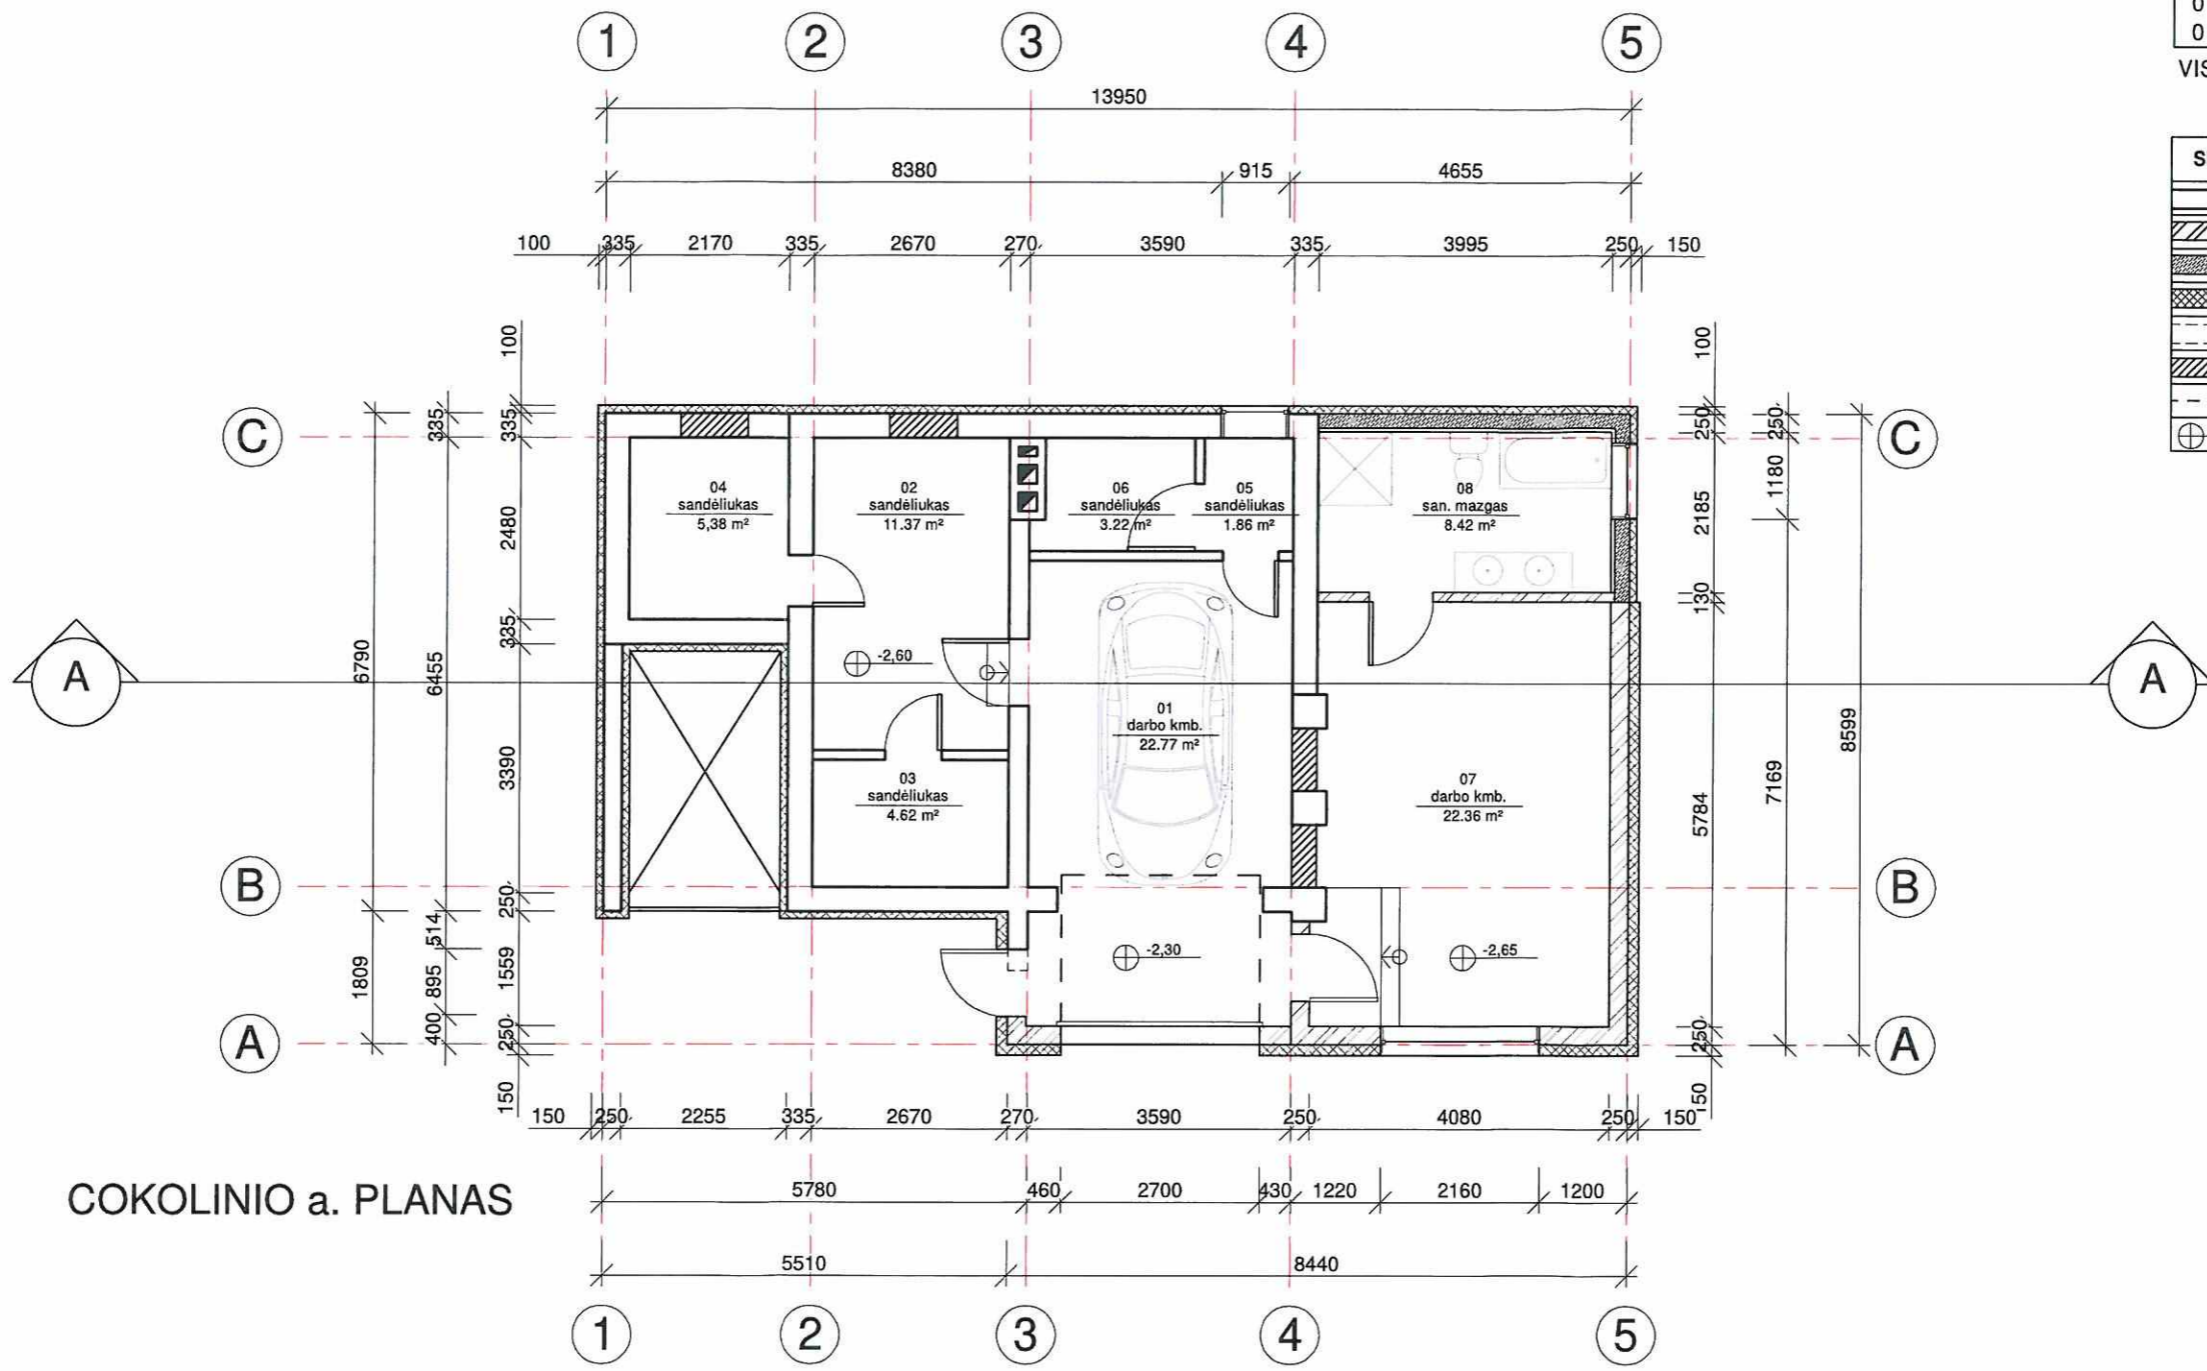 0
0
VIS
1 2 3 4 5
13950
8380 915 4655
100 335 2170 335 2670 270 3590 335 3995 250 150
S
100 100
335 335 250 250
C C
2480 2185 1180
04
sandėliukas
5,38 m²
02
sandėliukas
11.37 m²
06
sandėliukas
3.22 m²
05
sandėliukas
1.86 m²
08
san. mazgas
8.42 m²
335 130
6790 6455
A A
-2,60
8599
01
darbo kmb.
22.77 m²
3390 5784 7169
03
sandėliukas
4.62 m²
07
darbo kmb.
22.36 m²
B B
250
514
1809 895 1559
-2,30 -2,65
400 250 250
A A
150 150
150 250 2255 335 2670 270 3590 250 4080 250 150
COKOLINIO a. PLANAS
5780 460 2700 430 1220 2160 1200
5510 8440
1 2 3 4 5